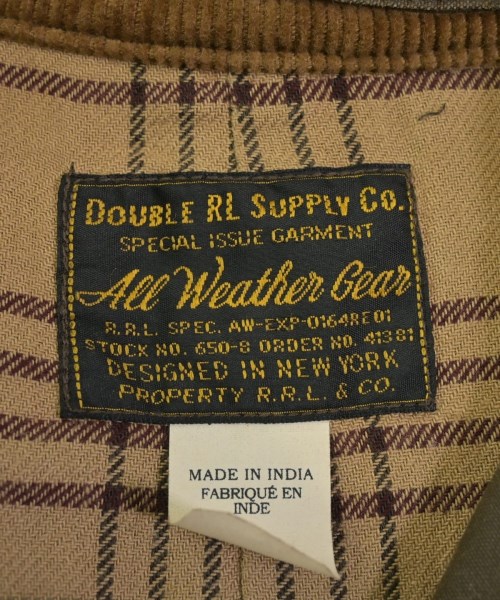 DOUBLE RL SUPPLY CO.
SPECIAL ISSUE GARMENT
All Weather Gear
R.R.L. SPEC. AW-EXP-0164RE01
STOCK NO. 650-8 ORDER NO. 41381
DESIGNED IN NEW YORK
PROPERTY R.R.L. & CO.
MADE IN INDIA
FABRIQUÉ EN
INDE